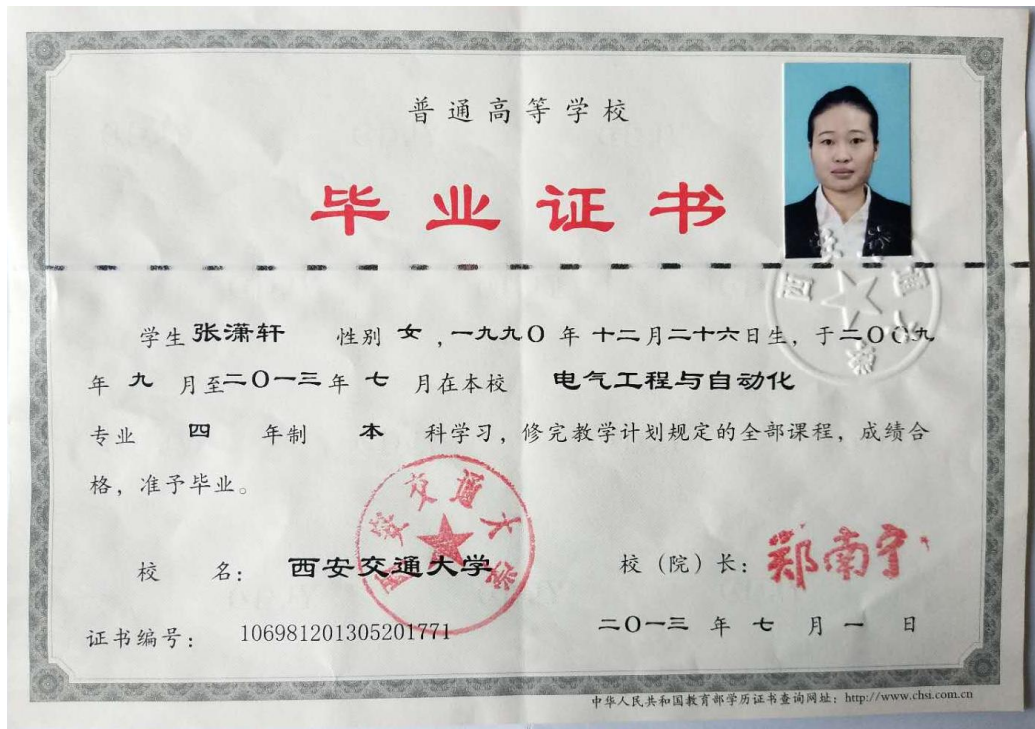 普通高等学校
毕业证书
学生 张潇轩 性别 女 ,一九九〇 年 十二月二十六日生，于二〇〇九
年 九 月至二〇一三年 七 月在本校 电气工程与自动化
专业 四 年制 本 科学习，修完教学计划规定的全部课程，成绩合
格，准予毕业。
西安交通大学
校 名： 西安交通大学 校（院）长： 郑南宁
证书编号： 106981201305201771 二〇一三 年 七 月 一 日
中华人民共和国教育部学历证书查询网址：http://www.chsi.com.cn